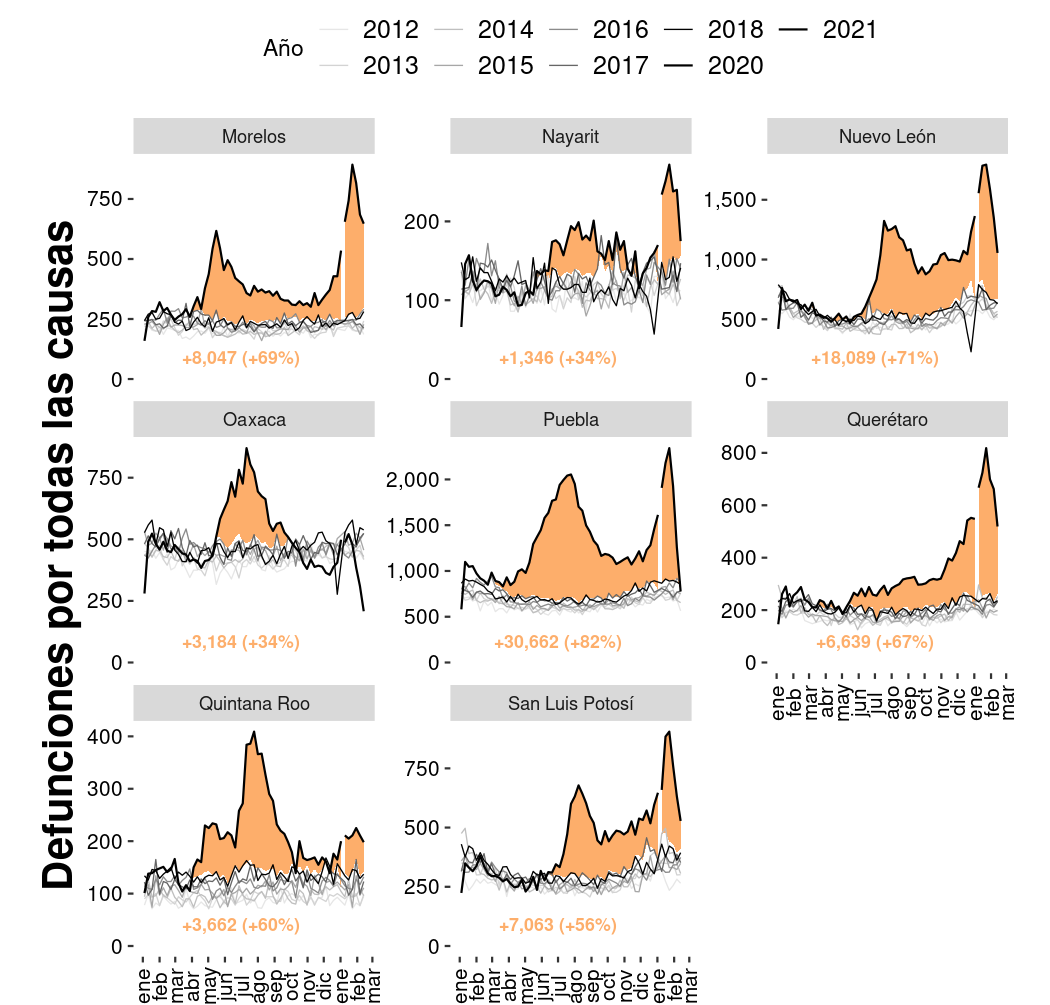 Año
2012 2014 2016 2018 2021
2013 2015 2017 2020
Defunciones por todas las causas
Morelos
750
500
250
0
+8,047 (+69%)
Nayarit
200
100
0
+1,346 (+34%)
Nuevo León
1,500
1,000
500
0
+18,089 (+71%)
Oaxaca
750
500
250
0
+3,184 (+34%)
Puebla
2,000
1,500
1,000
500
0
+30,662 (+82%)
Querétaro
800
600
400
200
0
+6,639 (+67%)
ene feb mar abr may jun jul ago sep oct nov dic ene feb mar
Quintana Roo
400
300
200
100
0
+3,662 (+60%)
ene feb mar abr may jun jul ago sep oct nov dic ene feb mar
San Luis Potosí
750
500
250
0
+7,063 (+56%)
ene feb mar abr may jun jul ago sep oct nov dic ene feb mar